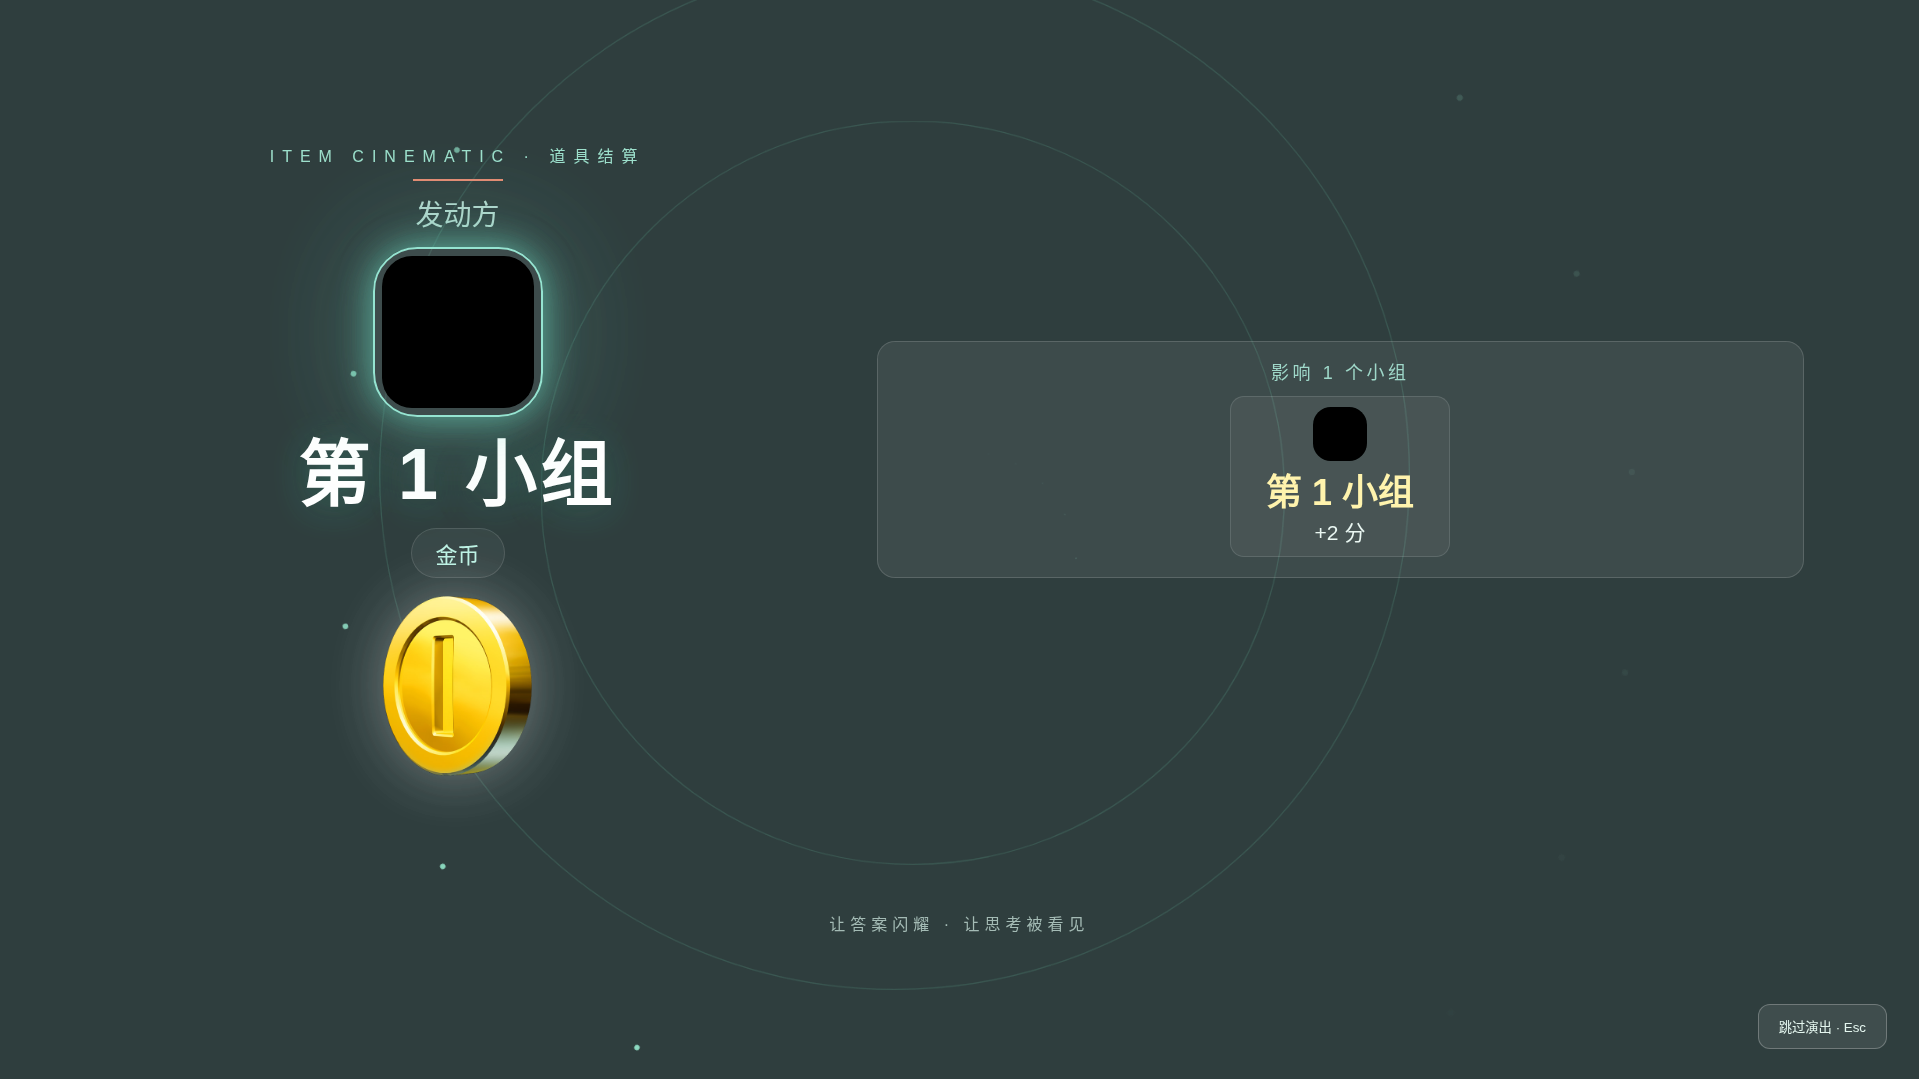 ITEM CINEMATIC · 道具结算
发动方
第 1 小组
金币
影响 1 个小组
第 1 小组
+2 分
让答案闪耀 · 让思考被看见
跳过演出 · Esc